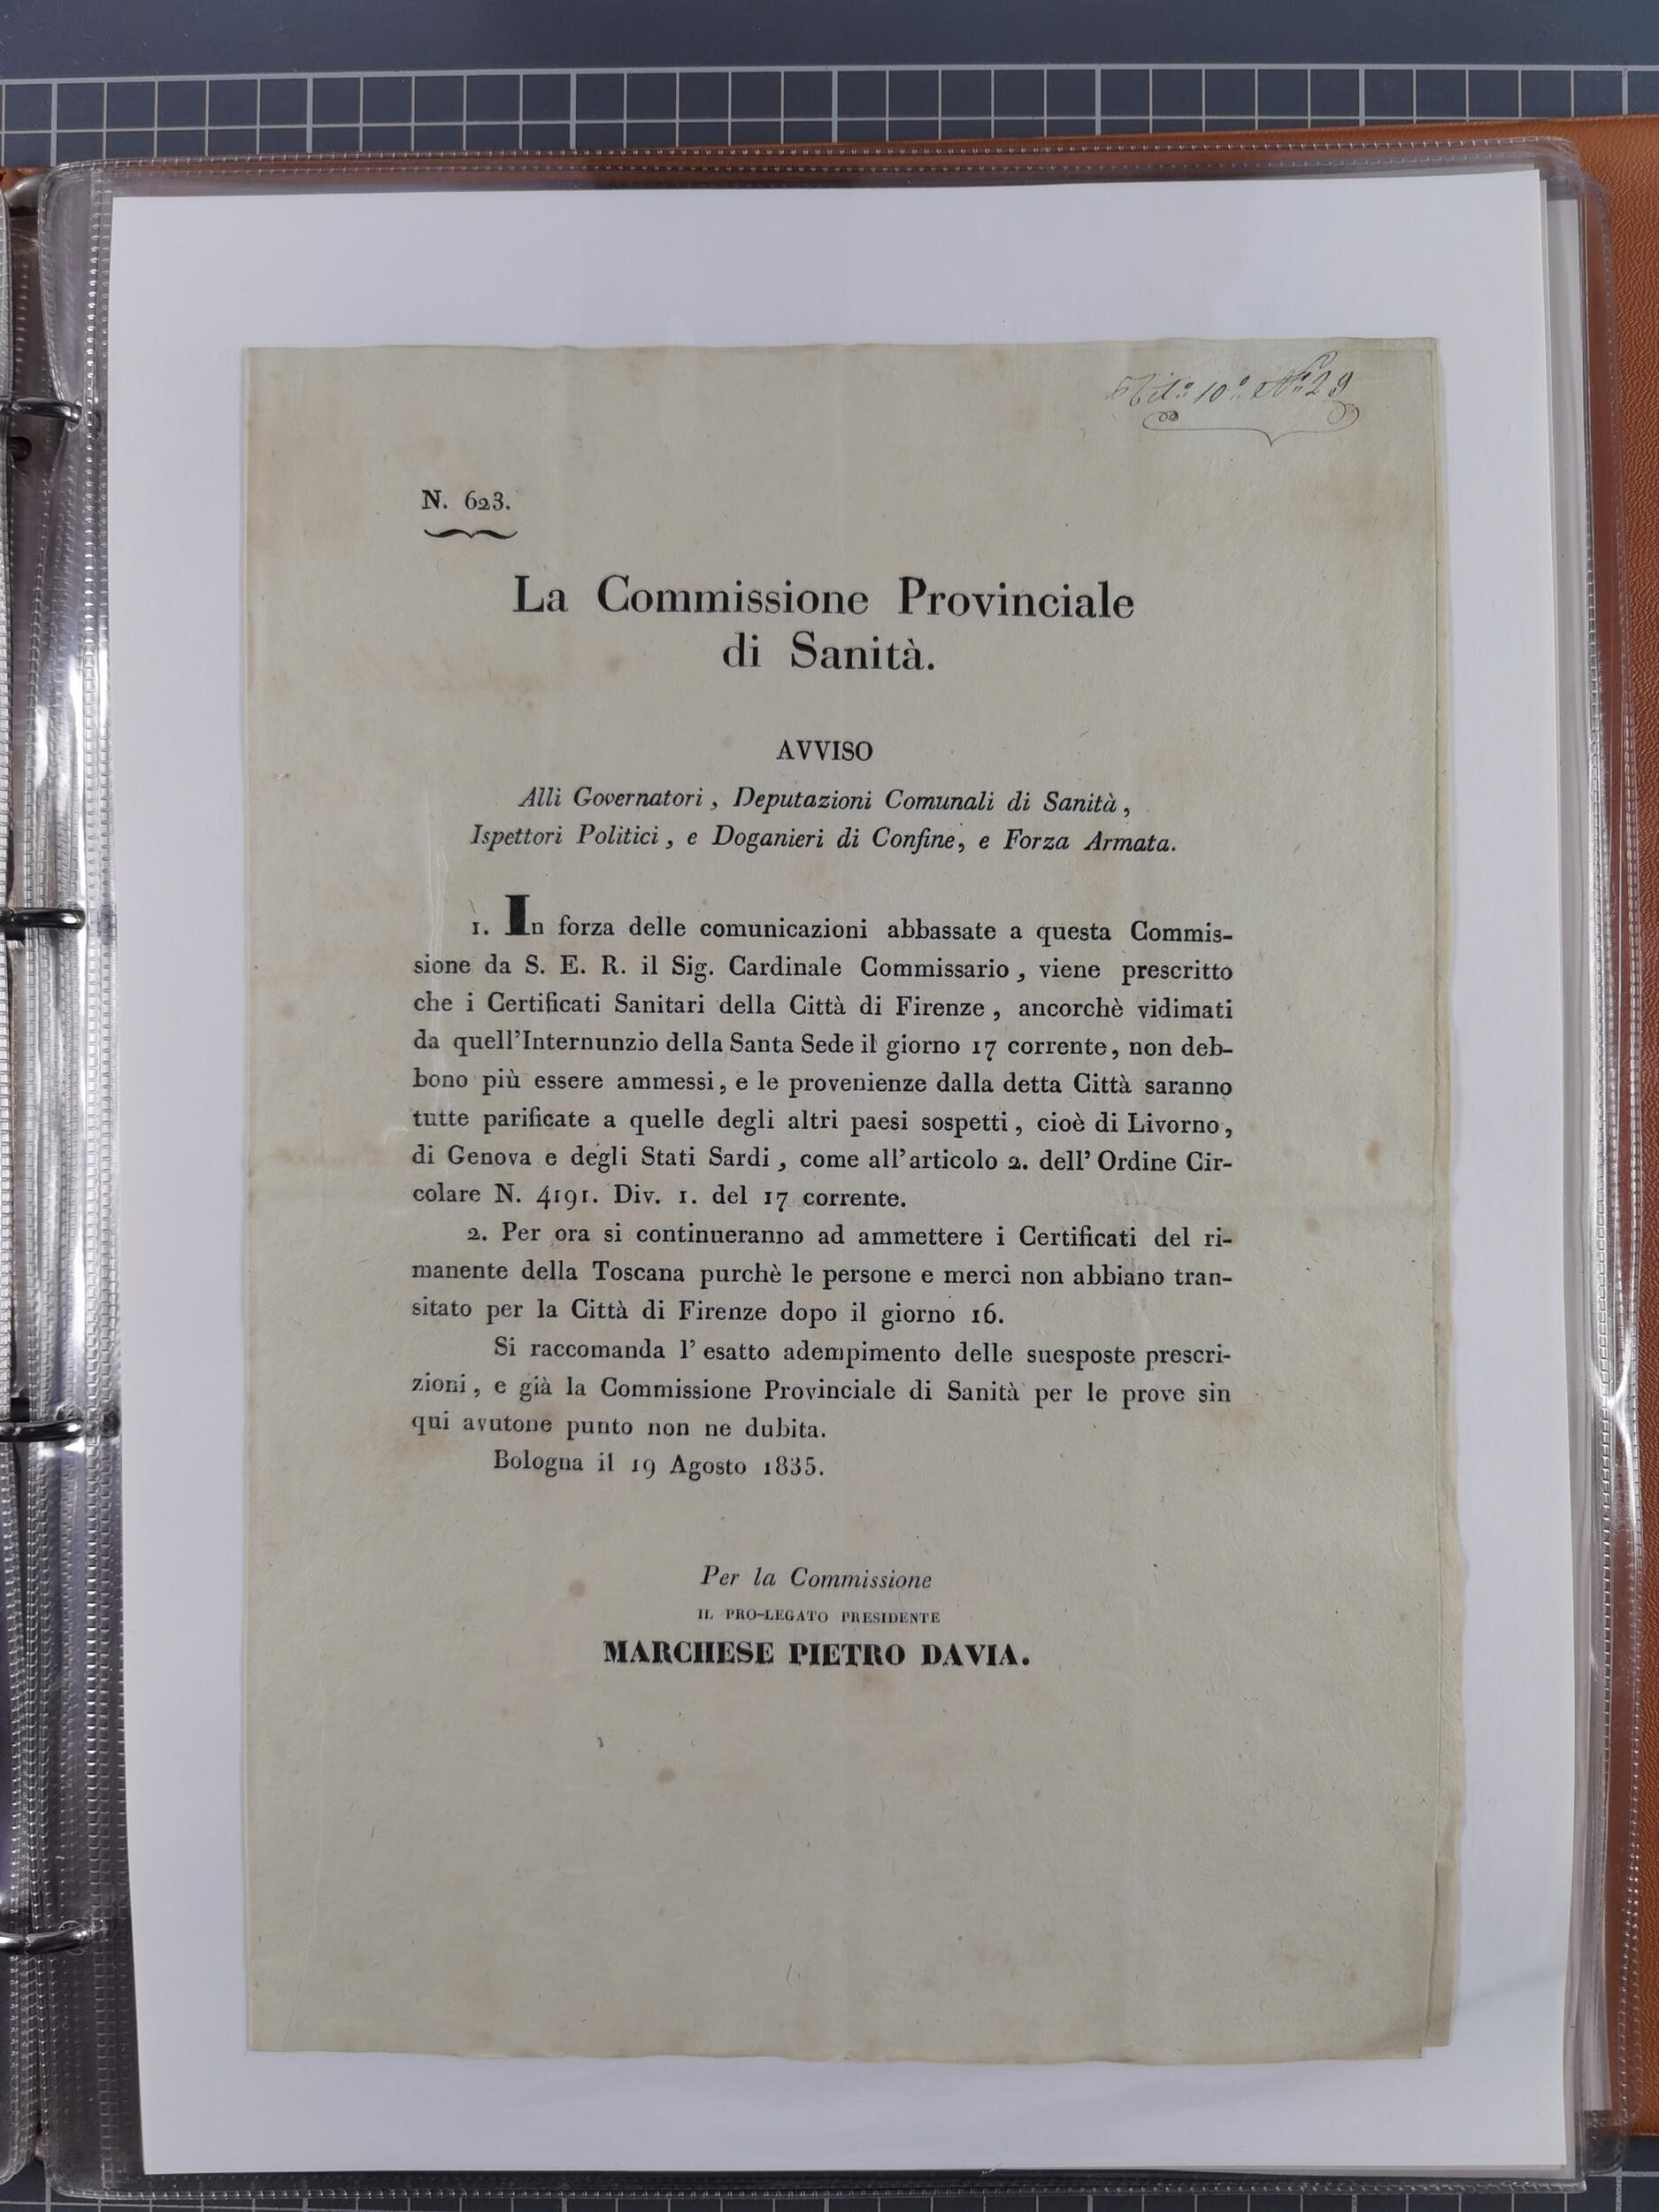 Tit.º 10.º N.º 29
N. 623.
La Commissione Provinciale
di Sanità.
AVVISO
Alli Governatori, Deputazioni Comunali di Sanità,
Ispettori Politici, e Doganieri di Confine, e Forza Armata.
1. In forza delle comunicazioni abbassate a questa Commis-
sione da S. E. R. il Sig. Cardinale Commissario, viene prescritto
che i Certificati Sanitari della Città di Firenze, ancorchè vidimati
da quell'Internunzio della Santa Sede il giorno 17 corrente, non deb-
bono più essere ammessi, e le provenienze dalla detta Città saranno
tutte parificate a quelle degli altri paesi sospetti, cioè di Livorno,
di Genova e degli Stati Sardi, come all'articolo 2. dell' Ordine Cir-
colare N. 4191. Div. 1. del 17 corrente.
2. Per ora si continueranno ad ammettere i Certificati del ri-
manente della Toscana purchè le persone e merci non abbiano tran-
sitato per la Città di Firenze dopo il giorno 16.
Si raccomanda l' esatto adempimento delle suesposte prescri-
zioni, e già la Commissione Provinciale di Sanità per le prove sin
qui avutone punto non ne dubita.
Bologna il 19 Agosto 1835.
Per la Commissione
IL PRO-LEGATO PRESIDENTE
MARCHESE PIETRO DAVIA.